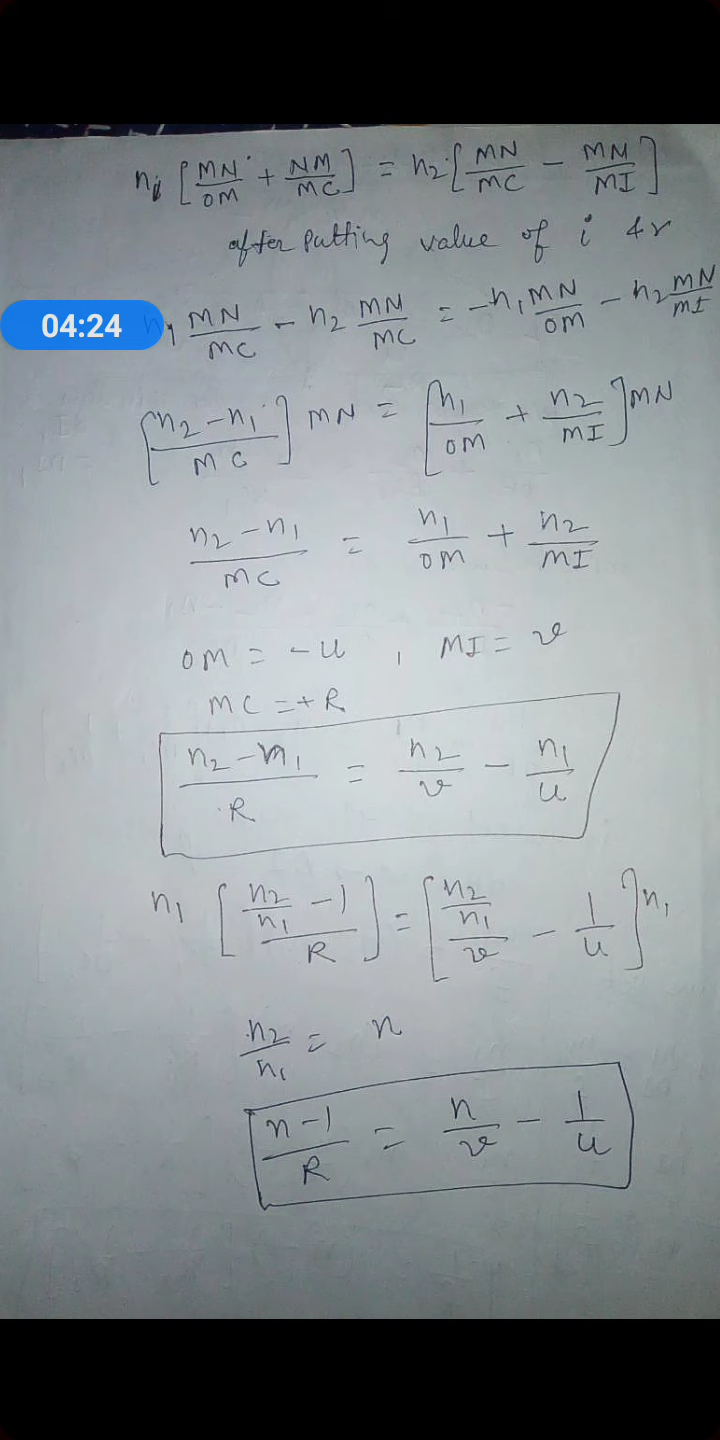 n₁ [MN/OM + NM/MC] = n₂ [MN/MC - MN/MI]
after putting value of i & r
04:24
n₁ MN/MC - n₂ MN/MC = -n₁ MN/OM - n₂ MN/MI
[n₂-n₁/MC] MN = [n₁/OM + n₂/MI] MN
n₂-n₁/MC = n₁/OM + n₂/MI
OM = -u , MI = v
MC = +R
n₂-n₁/R = n₂/v - n₁/u
n₁ [n₂/n₁ -1/R] = [n₂/n₁/v - 1/u] n₁
n₂/n₁ = n
n-1/R = n/v - 1/u